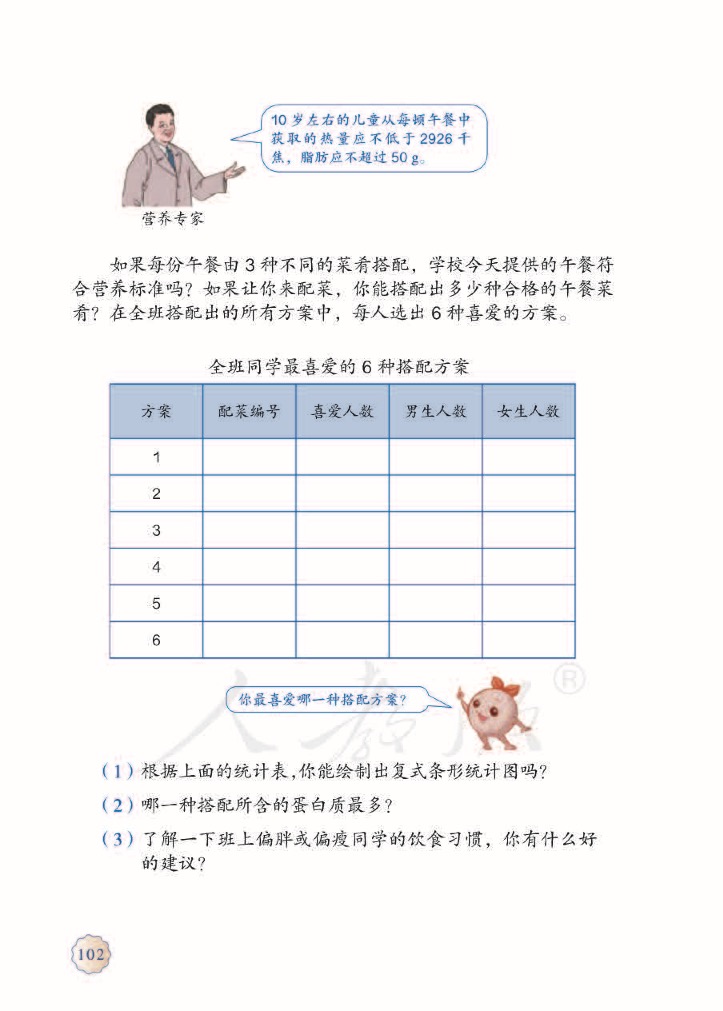 10 岁左右的儿童从每顿午餐中
获取的热量应不低于 2926 千
焦，脂肪应不超过 50 g。
营养专家
如果每份午餐由 3 种不同的菜肴搭配，学校今天提供的午餐符
合营养标准吗？如果让你来配菜，你能搭配出多少种合格的午餐菜
肴？在全班搭配出的所有方案中，每人选出 6 种喜爱的方案。
全班同学最喜爱的 6 种搭配方案
方案 配菜编号 喜爱人数 男生人数 女生人数
1
2
3
4
5
6
人教版®
你最喜爱哪一种搭配方案？
（1）根据上面的统计表,你能绘制出复式条形统计图吗？
（2）哪一种搭配所含的蛋白质最多？
（3）了解一下班上偏胖或偏瘦同学的饮食习惯，你有什么好
的建议？
102